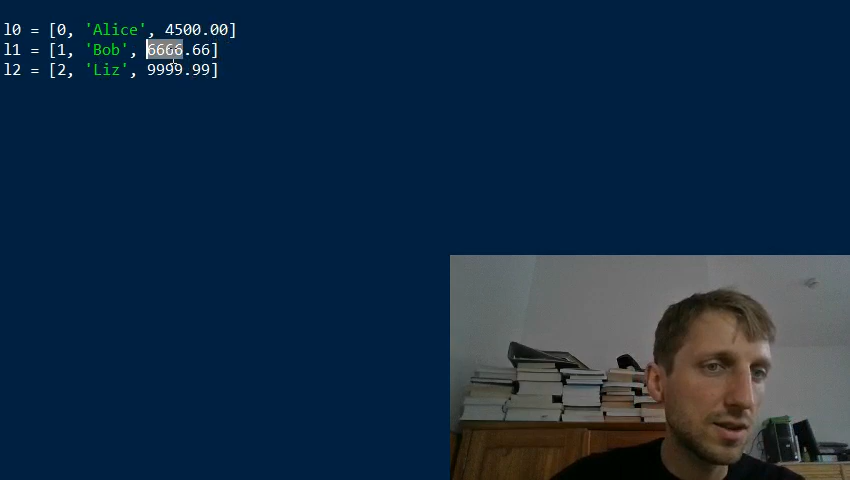 l0 = [0, 'Alice', 4500.00]
l1 = [1, 'Bob', 6666.66]
l2 = [2, 'Liz', 9999.99]